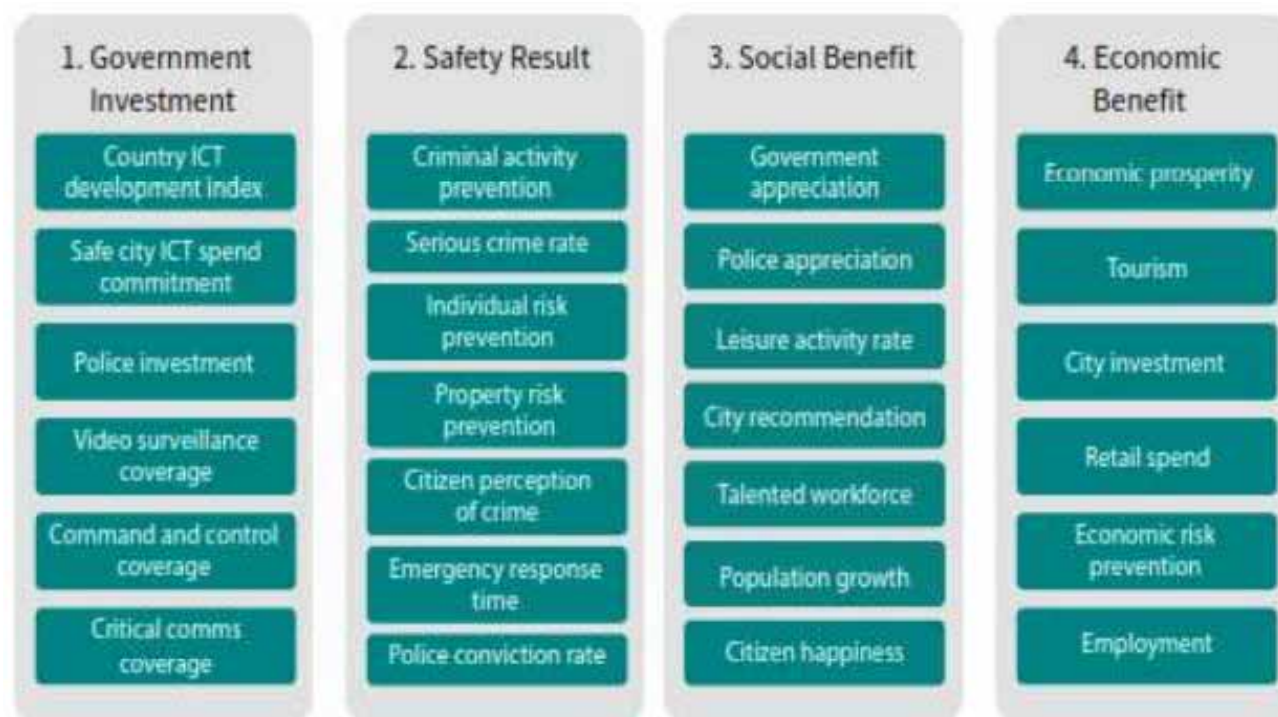 1. Government
Investment
Country ICT
development index
Safe city ICT spend
commitment
Police investment
Video surveillance
coverage
Command and control
coverage
Critical comms
coverage
2. Safety Result
Criminal activity
prevention
Serious crime rate
Individual risk
prevention
Property risk
prevention
Citizen perception
of crime
Emergency response
time
Police conviction rate
3. Social Benefit
Government
appreciation
Police appreciation
Leisure activity rate
City recommendation
Talented workforce
Population growth
Citizen happiness
4. Economic
Benefit
Economic prosperity
Tourism
City investment
Retail spend
Economic risk
prevention
Employment